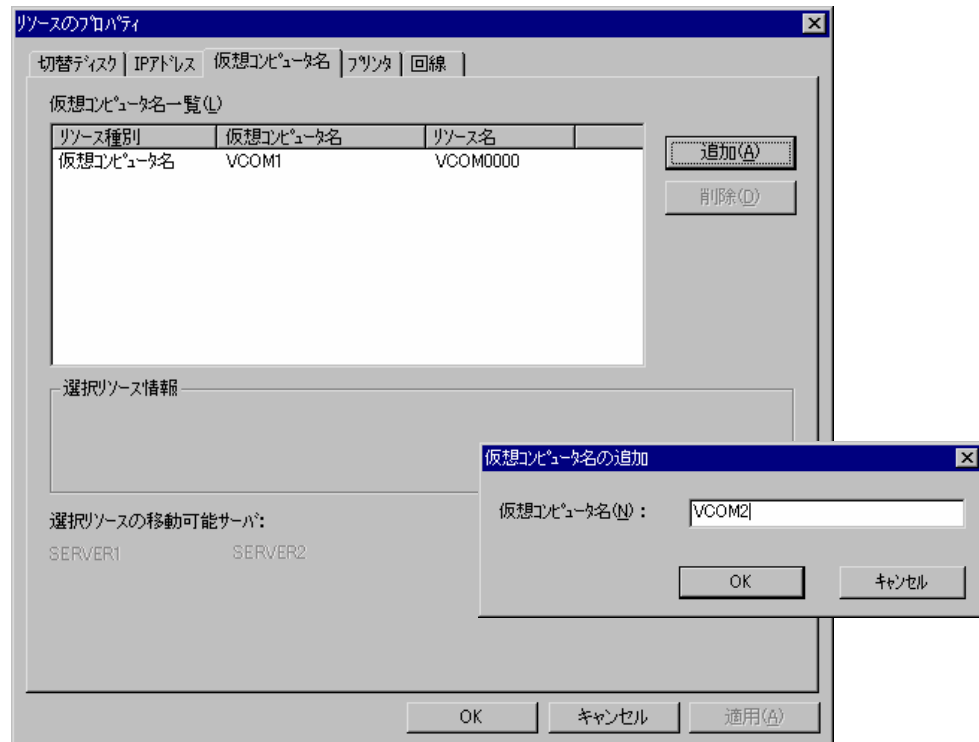 リソースのプロパティ
切替ディスク IPアドレス 仮想コンピュータ名 プリンタ 回線
仮想コンピュータ名一覧(L)
リソース種別 仮想コンピュータ名 リソース名
仮想コンピュータ名 VCOM1 VCOM0000
追加(A)
削除(D)
選択リソース情報
選択リソースの移動可能サーバ:
SERVER1 SERVER2
OK キャンセル 適用(A)
仮想コンピュータ名の追加
仮想コンピュータ名(N): VCOM2
OK キャンセル